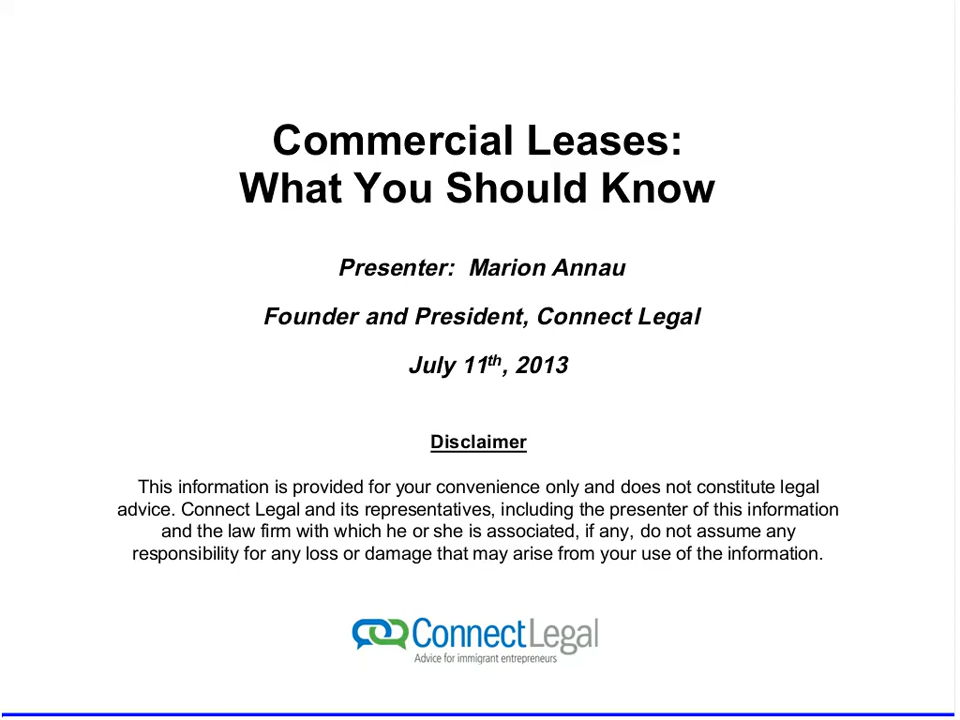 Commercial Leases:
What You Should Know
Presenter: Marion Annau
Founder and President, Connect Legal
July 11th, 2013
Disclaimer
This information is provided for your convenience only and does not constitute legal
advice. Connect Legal and its representatives, including the presenter of this information
and the law firm with which he or she is associated, if any, do not assume any
responsibility for any loss or damage that may arise from your use of the information.
ConnectLegal
Advice for immigrant entrepreneurs